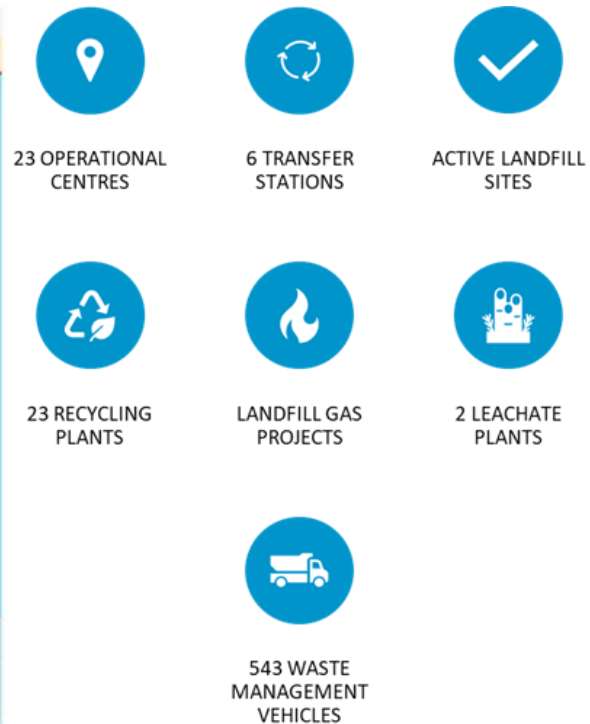 23 OPERATIONAL
CENTRES
6 TRANSFER
STATIONS
ACTIVE LANDFILL
SITES
23 RECYCLING
PLANTS
LANDFILL GAS
PROJECTS
2 LEACHATE
PLANTS
543 WASTE
MANAGEMENT
VEHICLES